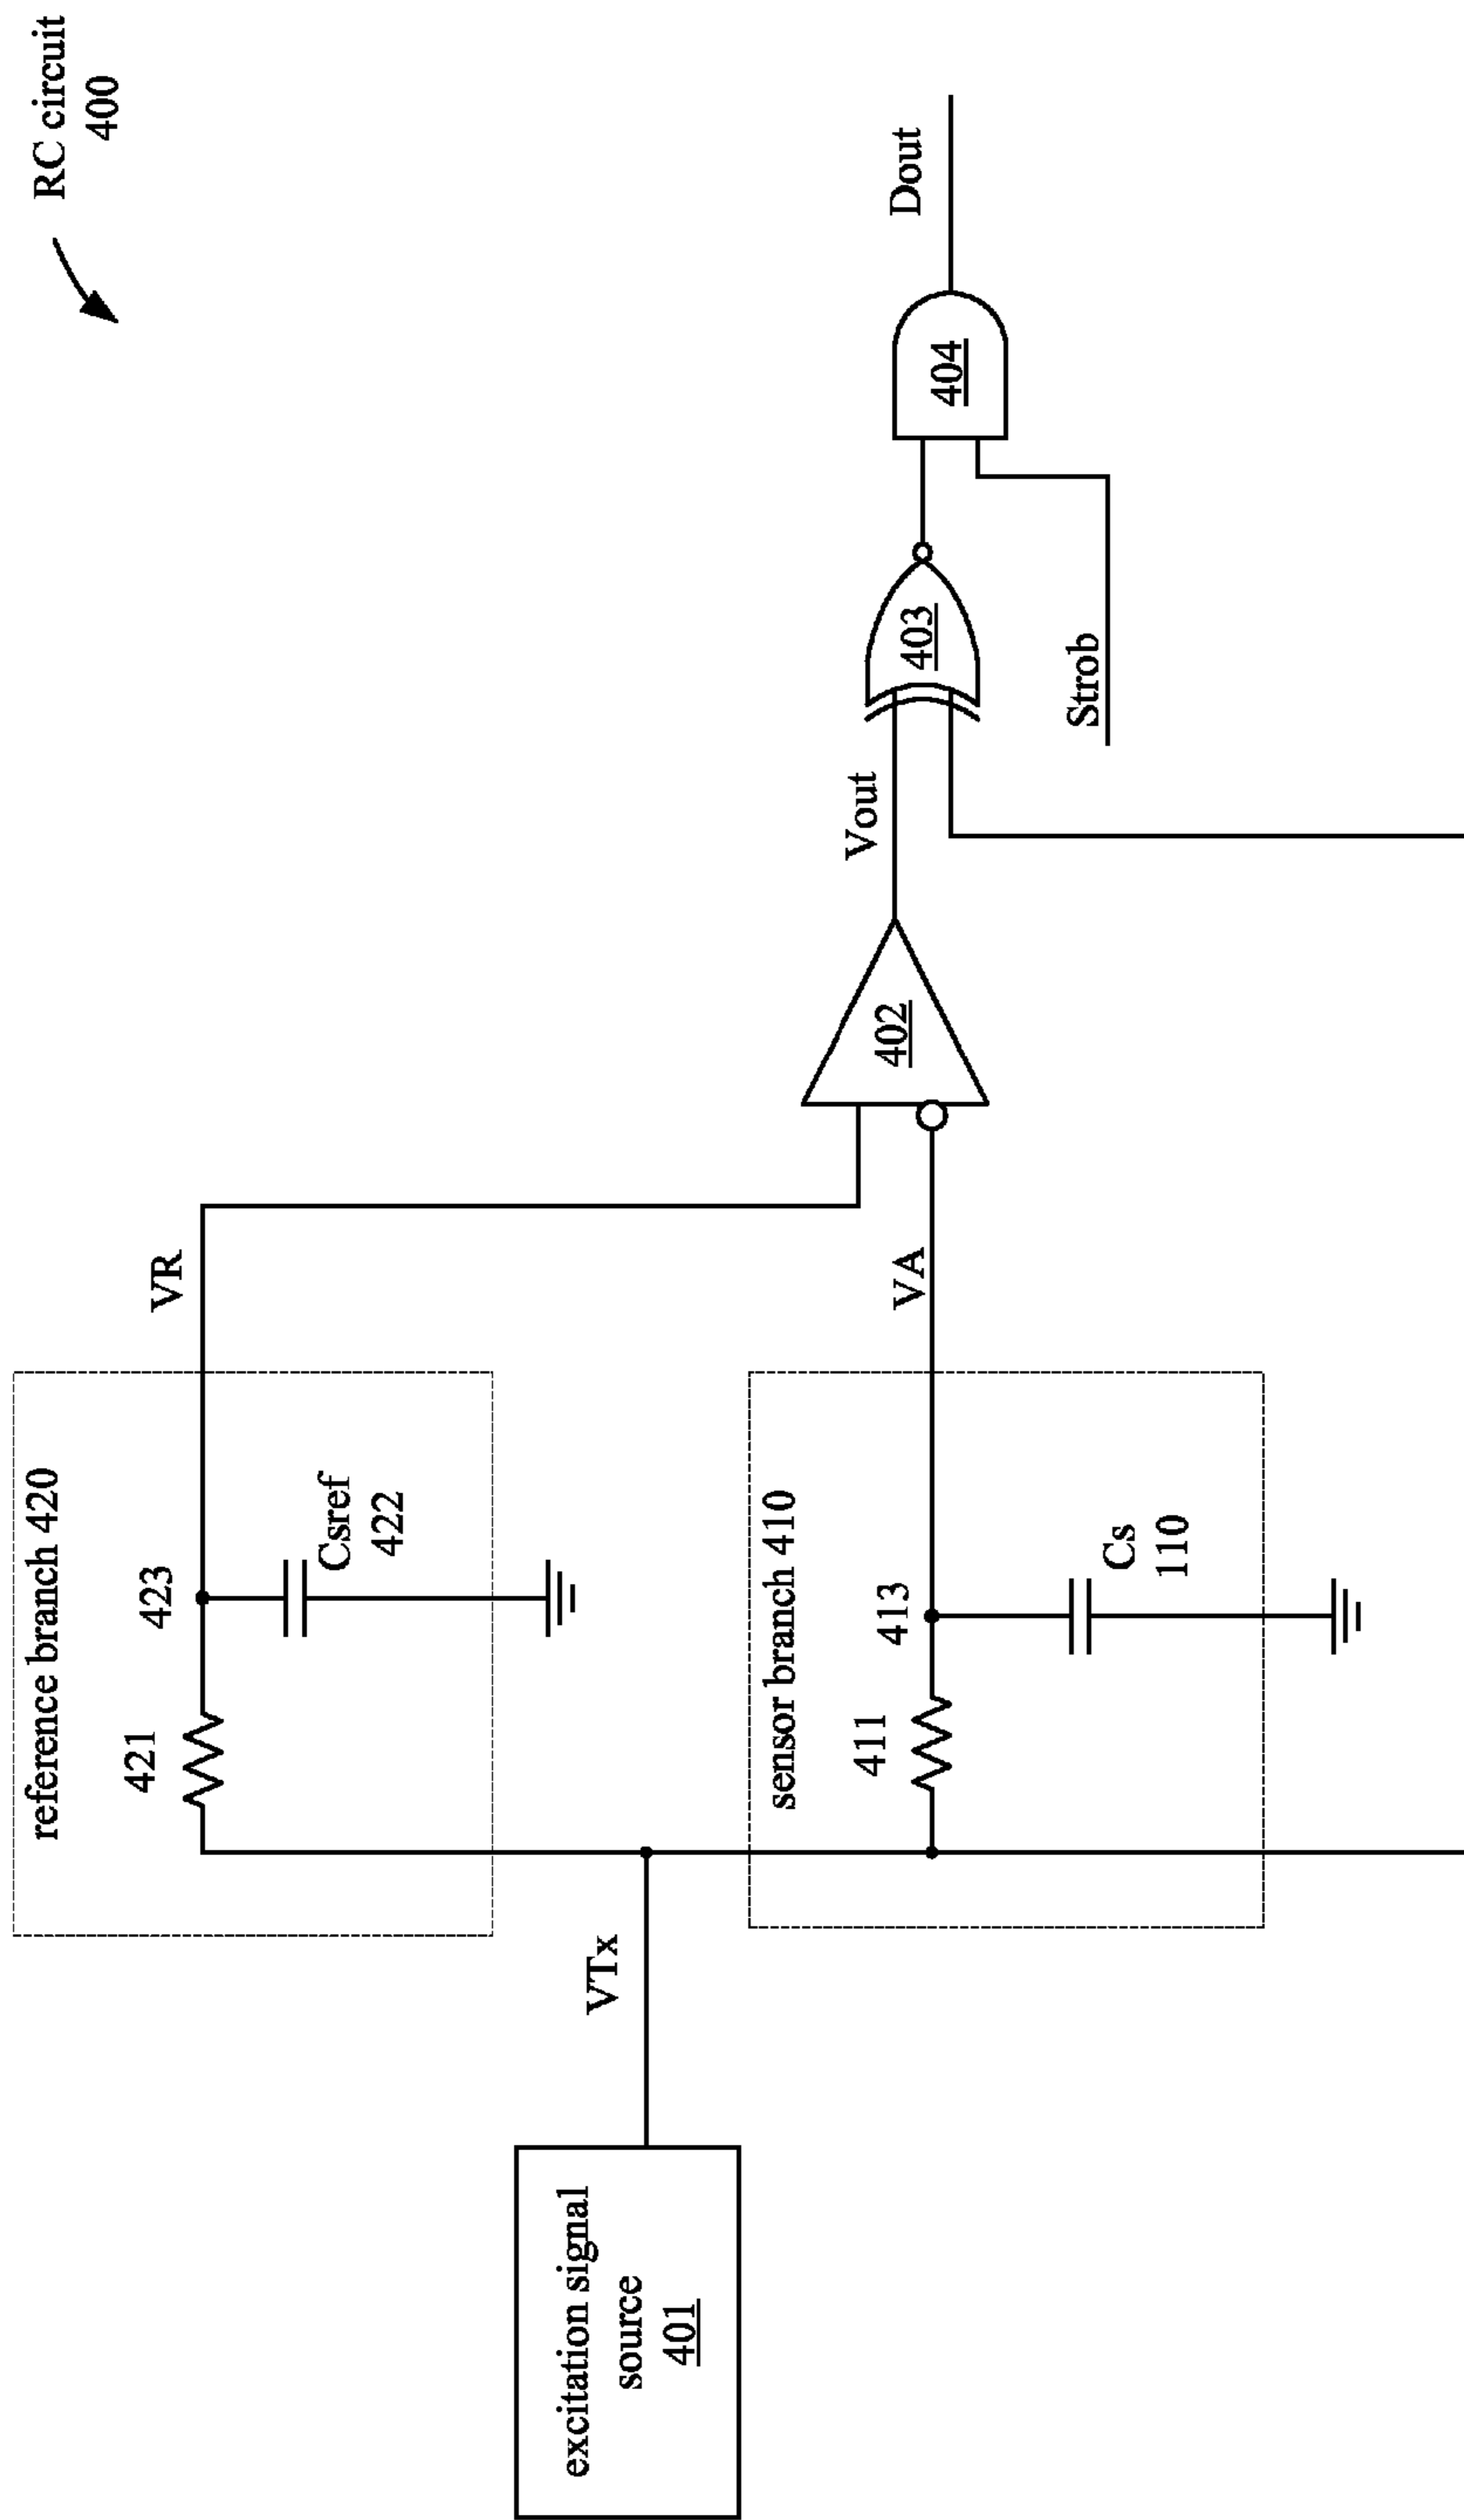 RC circuit
400
reference branch 420
421
423
VR
Csref
422
excitation signal
source
401
VTx
sensor branch 410
411
413
VA
Cs
110
402
Vout
403
404
Dout
Strob